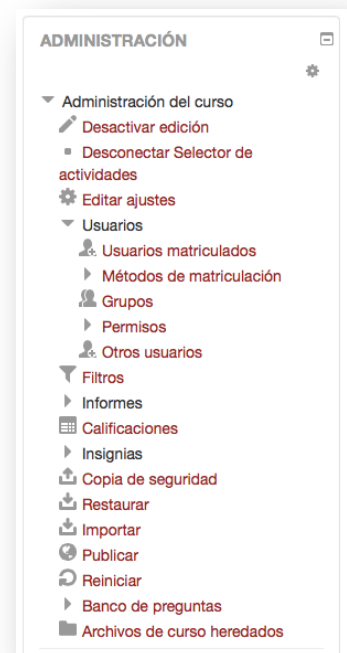 ADMINISTRACIÓN
Administración del curso
Desactivar edición
Desconectar Selector de
actividades
Editar ajustes
Usuarios
Usuarios matriculados
Métodos de matriculación
Grupos
Permisos
Otros usuarios
Filtros
Informes
Calificaciones
Insignias
Copia de seguridad
Restaurar
Importar
Publicar
Reiniciar
Banco de preguntas
Archivos de curso heredados